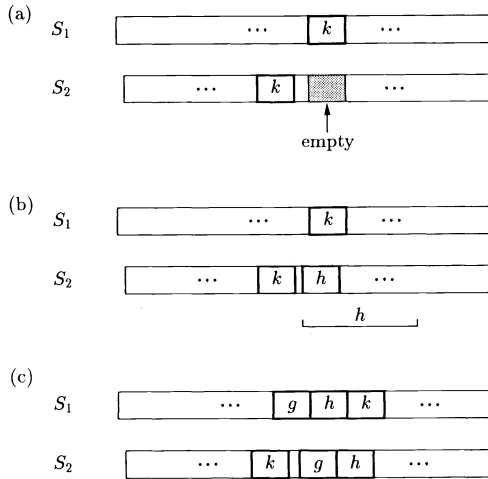 (a)
S₁ ... k ...
S₂ ... k ...
empty
(b)
S₁ ... k ...
S₂ ... k h ...
h
(c)
S₁ ... g h k ...
S₂ ... k g h ...